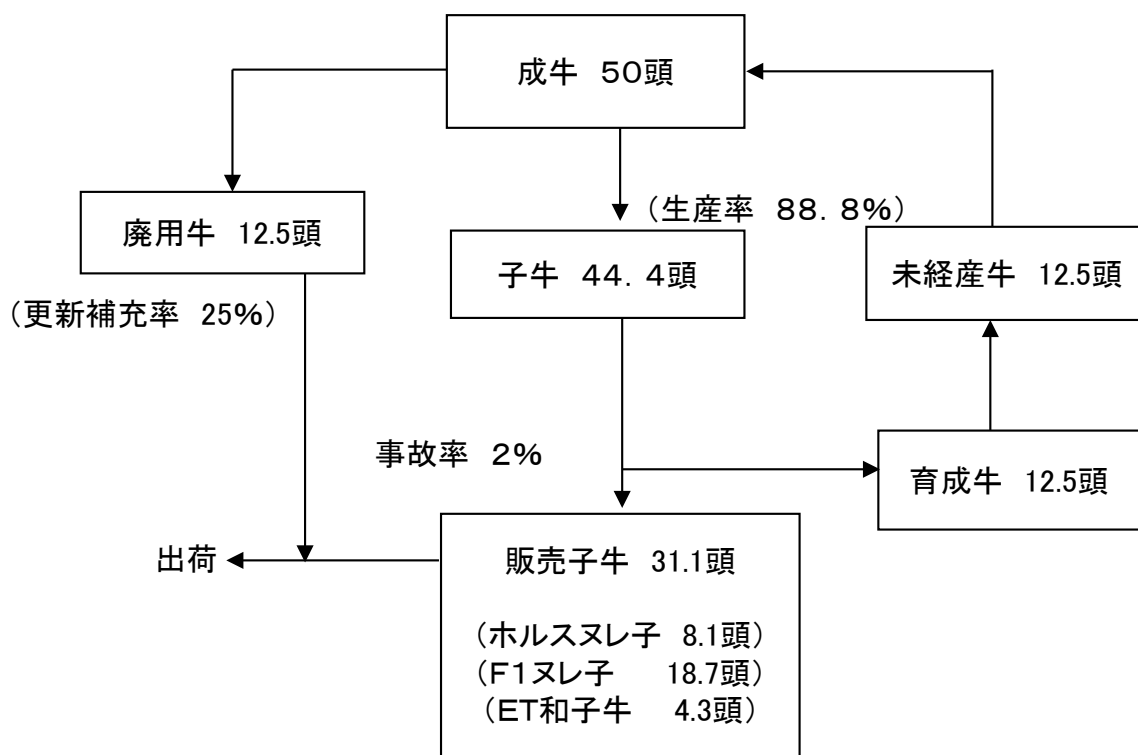 成牛 50頭
(生産率 88.8%)
廃用牛 12.5頭
子牛 44.4頭
未経産牛 12.5頭
(更新補充率 25%)
事故率 2%
育成牛 12.5頭
出荷
販売子牛 31.1頭
(ホルスヌレ子 8.1頭)
(F1ヌレ子 18.7頭)
(ET和子牛 4.3頭)